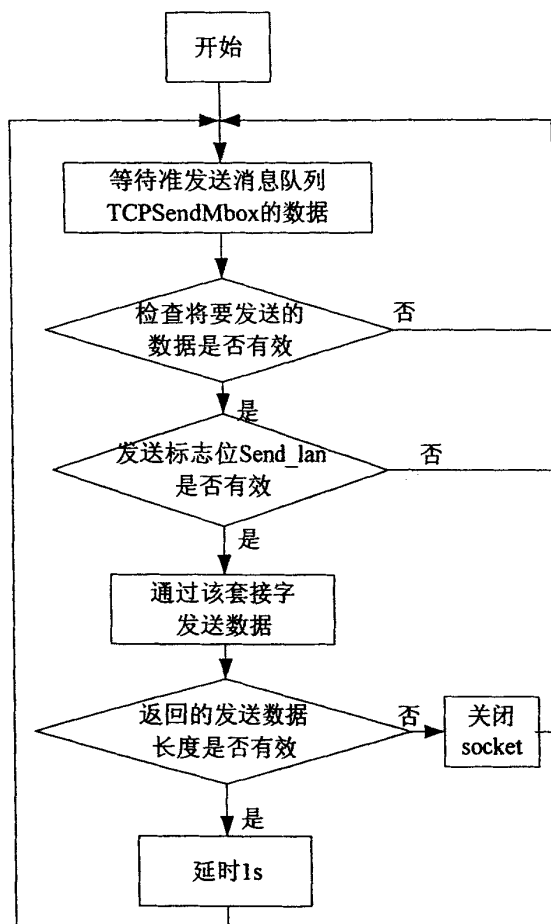 开始
等待准发送消息队列
TCPSendMbox的数据
检查将要发送的
数据是否有效
否
是
发送标志位Send_lan
是否有效
否
是
通过该套接字
发送数据
返回的发送数据
长度是否有效
否
关闭
socket
是
延时1s